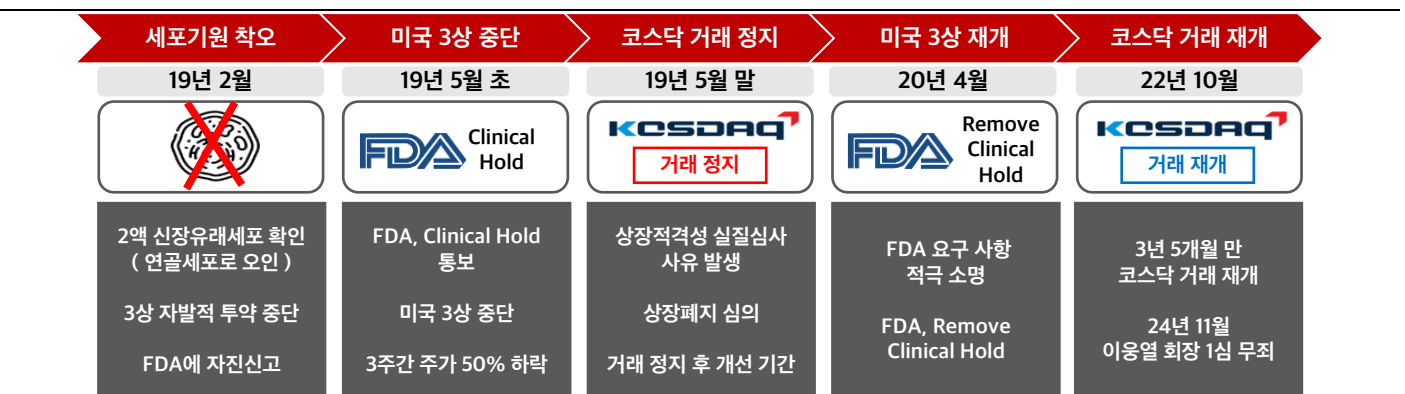 세포기원 착오
미국 3상 중단
코스닥 거래 정지
미국 3상 재개
코스닥 거래 재개
19년 2월
19년 5월 초
19년 5월 말
20년 4월
22년 10월
FDA
Clinical
Hold
KOSDAQ
거래 정지
FDA
Remove
Clinical
Hold
KOSDAQ
거래 재개
2액 신장유래세포 확인
( 연골세포로 오인 )
3상 자발적 투약 중단
FDA에 자진신고
FDA, Clinical Hold
통보
미국 3상 중단
3주간 주가 50% 하락
상장적격성 실질심사
사유 발생
상장폐지 심의
거래 정지 후 개선 기간
FDA 요구 사항
적극 소명
FDA, Remove
Clinical Hold
3년 5개월 만
코스닥 거래 재개
24년 11월
이웅열 회장 1심 무죄